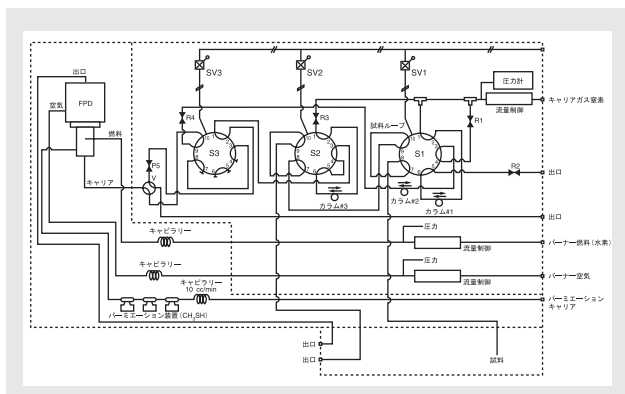 出口
FPD
空気
燃料
キャリア
P5
V
R4
S3
SV3
SV2
SV1
R3
S2
試料ループ
S1
圧力計
流量制御
キャリアガス窒素
R1
R2
出口
カラム#3
カラム#2
カラム#1
出口
キャピラリー
圧力
流量制御
バーナー燃料(水素)
キャピラリー
圧力
流量制御
バーナー空気
キャピラリー
10 cc/min
パーミエーション
キャリア
パーミエーション装置(CH3SH)
出口
出口
試料